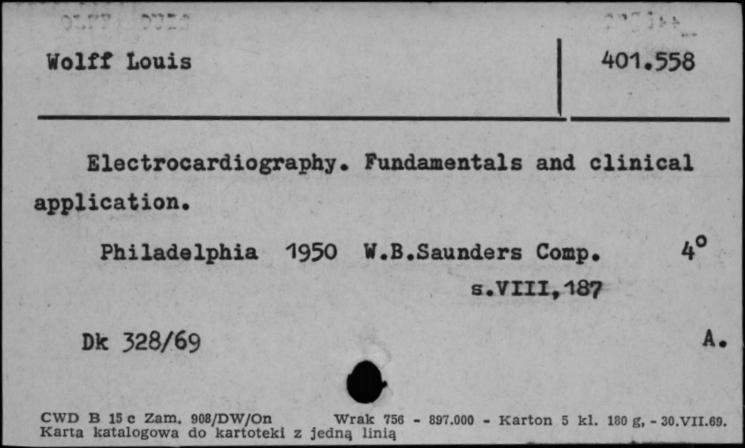 Wolff Louis
401.558
Electrocardiography. Fundamentals and clinical
application.
Philadelphia 1950 W.B.Saunders Comp. 4°
s.VIII,187
Dk 328/69 A.
CWD B 15 c Zam. 908/DW/On Wrak 756 - 897.000 - Karton 5 kl. 180 g, - 30.VII.69.
Karta katalogowa do kartoteki z jedną linią